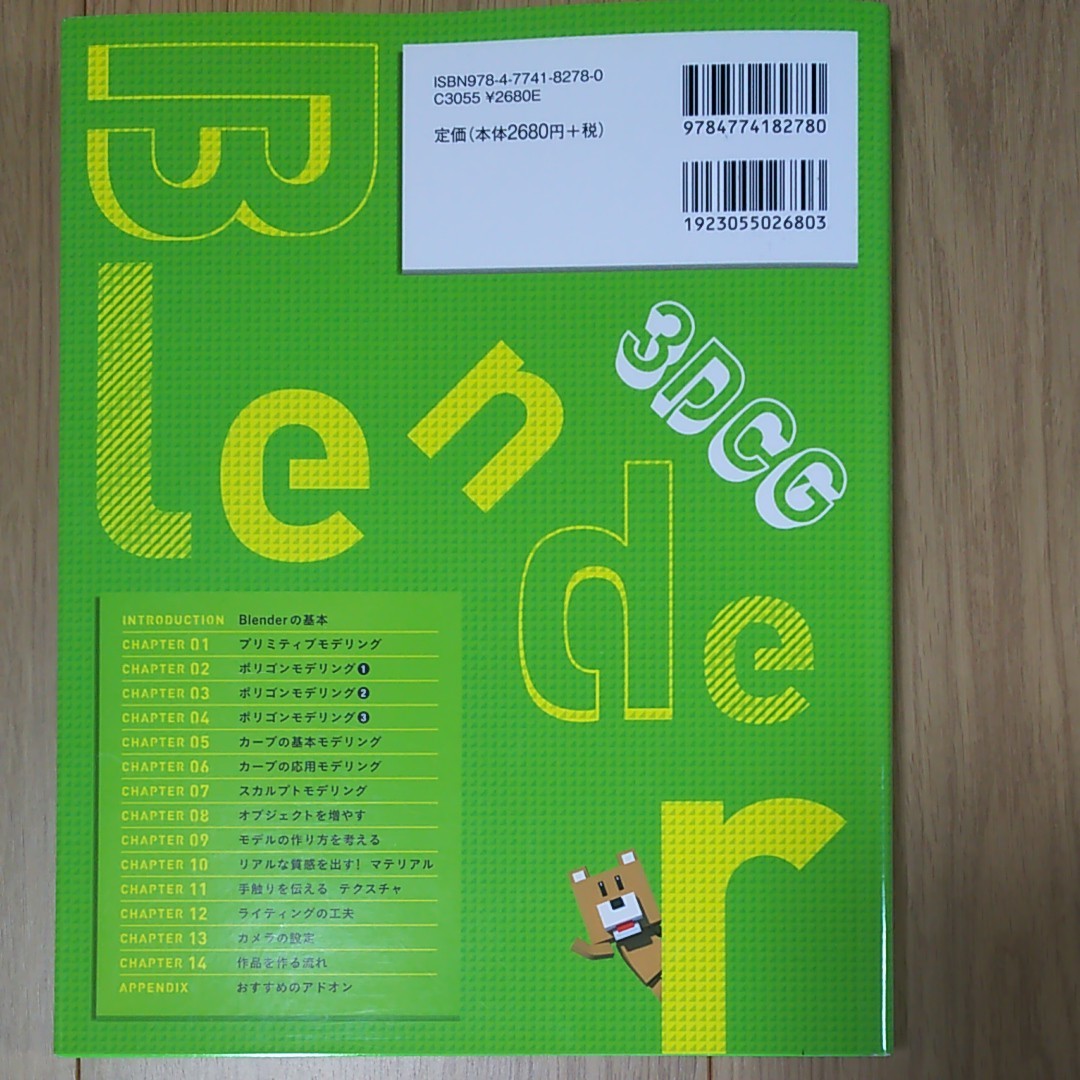 Blender
ISBN978-4-7741-8278-0
C3055 ¥2680E
定価(本体2680円+税)
9784774182780
1923055026803
3DCG
INTRODUCTION Blenderの基本
CHAPTER 01 プリミティブモデリング
CHAPTER 02 ポリゴンモデリング❶
CHAPTER 03 ポリゴンモデリング❷
CHAPTER 04 ポリゴンモデリング❸
CHAPTER 05 カーブの基本モデリング
CHAPTER 06 カーブの応用モデリング
CHAPTER 07 スカルプトモデリング
CHAPTER 08 オブジェクトを増やす
CHAPTER 09 モデルの作り方を考える
CHAPTER 10 リアルな質感を出す! マテリアル
CHAPTER 11 手触りを伝える テクスチャ
CHAPTER 12 ライティングの工夫
CHAPTER 13 カメラの設定
CHAPTER 14 作品を作る流れ
APPENDIX おすすめのアドオン